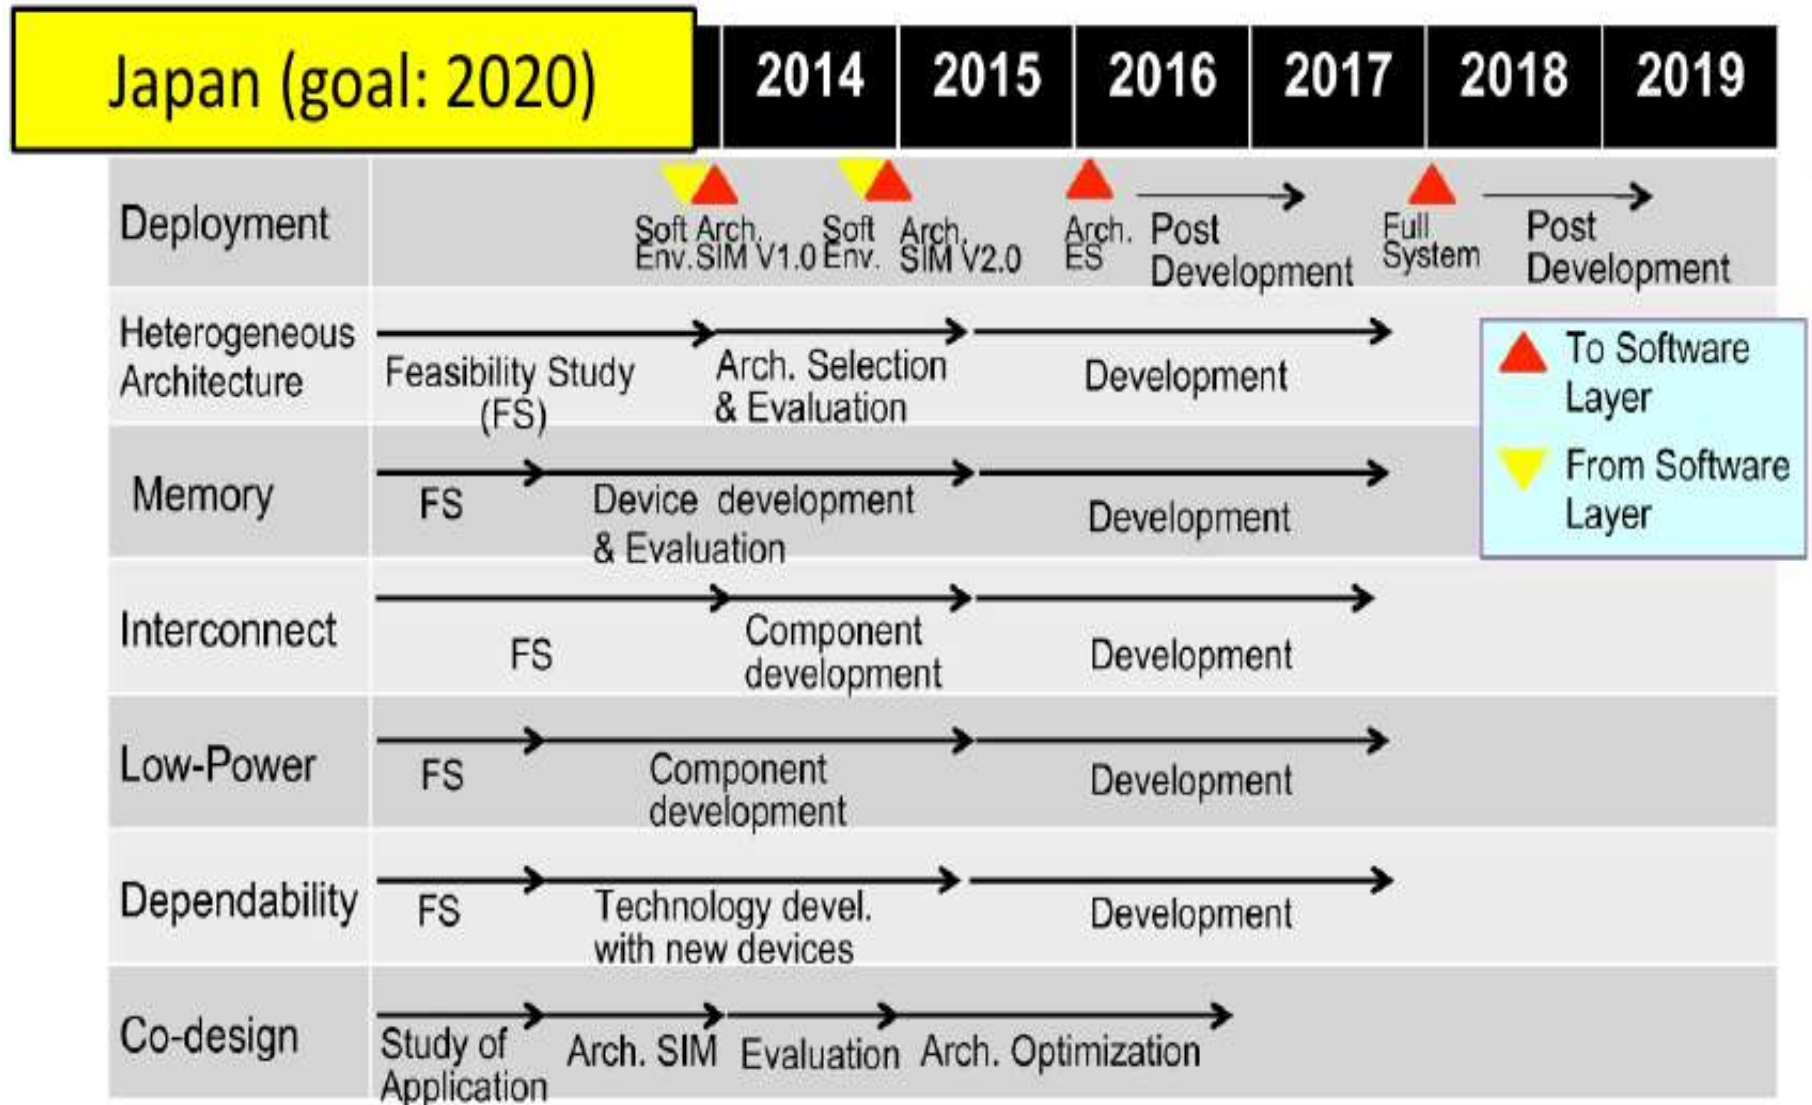 Japan (goal: 2020)
2014 2015 2016 2017 2018 2019
Deployment
Soft Env.
Arch. SIM V1.0
Soft Env.
Arch. SIM V2.0
Arch. ES
Post Development
Full System
Post Development
Heterogeneous
Architecture
Feasibility Study
(FS)
Arch. Selection
& Evaluation
Development
To Software
Layer
From Software
Layer
Memory
FS
Device development
& Evaluation
Development
Interconnect
FS
Component
development
Development
Low-Power
FS
Component
development
Development
Dependability
FS
Technology devel.
with new devices
Development
Co-design
Study of
Application
Arch. SIM
Evaluation
Arch. Optimization